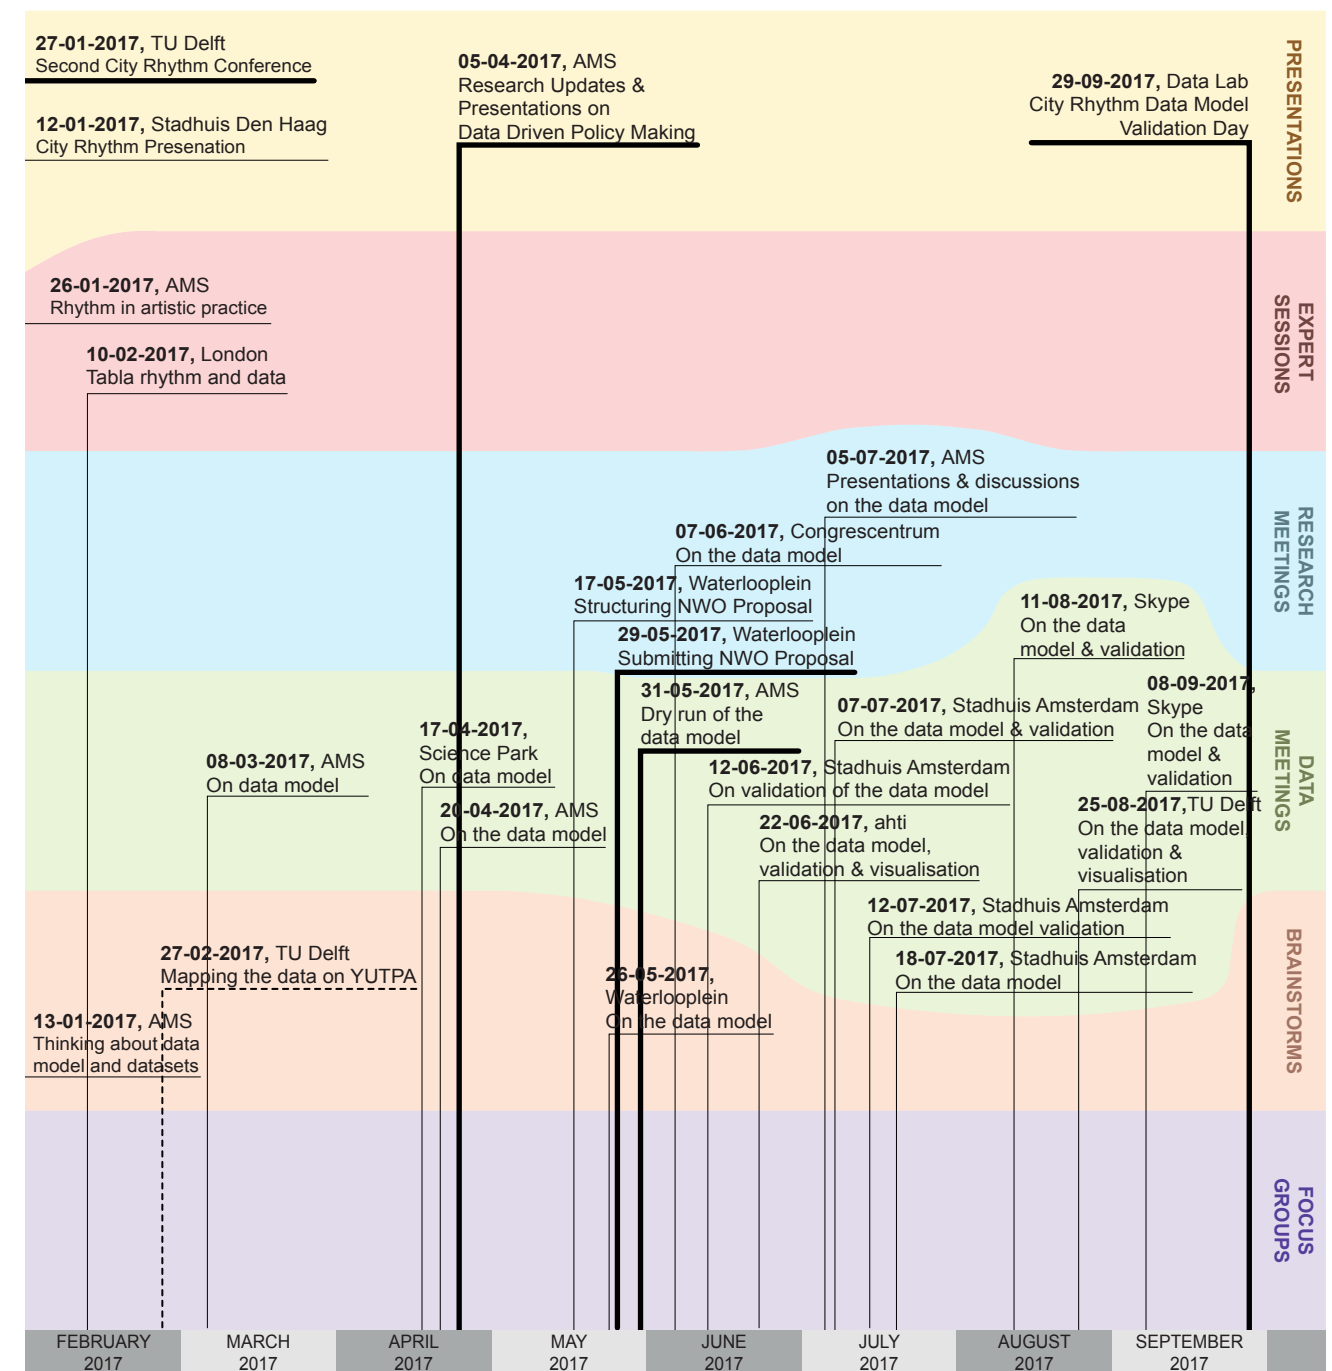 27-01-2017, TU Delft
Second City Rhythm Conference
12-01-2017, Stadhuis Den Haag
City Rhythm Presenation
05-04-2017, AMS
Research Updates &
Presentations on
Data Driven Policy Making
29-09-2017, Data Lab
City Rhythm Data Model
Validation Day
PRESENTATIONS
26-01-2017, AMS
Rhythm in artistic practice
10-02-2017, London
Tabla rhythm and data
EXPERT
SESSIONS
05-07-2017, AMS
Presentations & discussions
on the data model
07-06-2017, Congrescentrum
On the data model
17-05-2017, Waterlooplein
Structuring NWO Proposal
29-05-2017, Waterlooplein
Submitting NWO Proposal
RESEARCH
MEETINGS
11-08-2017, Skype
On the data
model & validation
08-09-2017,
Skype
On the data
model &
validation
31-05-2017, AMS
Dry run of the
data model
07-07-2017, Stadhuis Amsterdam
On the data model & validation
17-04-2017,
Science Park
On data model
08-03-2017, AMS
On data model
20-04-2017, AMS
On the data model
12-06-2017, Stadhuis Amsterdam
On validation of the data model
22-06-2017, ahti
On the data model,
validation & visualisation
25-08-2017,TU Delft
On the data model,
validation &
visualisation
DATA
MEETINGS
12-07-2017, Stadhuis Amsterdam
On the data model validation
18-07-2017, Stadhuis Amsterdam
On the data model
27-02-2017, TU Delft
Mapping the data on YUTPA
26-05-2017,
Waterlooplein
On the data model
13-01-2017, AMS
Thinking about data
model and datasets
BRAINSTORMS
FOCUS
GROUPS
FEBRUARY
2017
MARCH
2017
APRIL
2017
MAY
2017
JUNE
2017
JULY
2017
AUGUST
2017
SEPTEMBER
2017